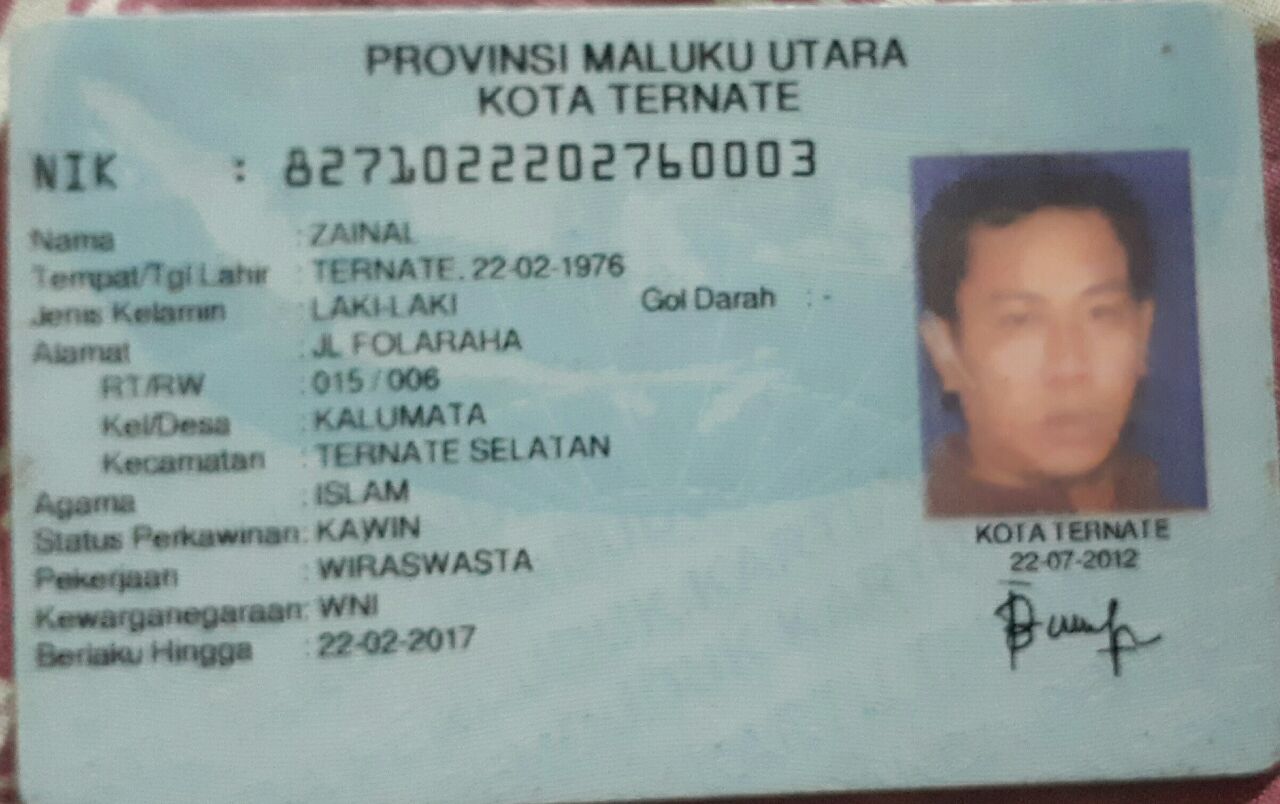 PROVINSI MALUKU UTARA
KOTA TERNATE
NIK : 8271022202760003
Nama : ZAINAL
Tempat/Tgl Lahir : TERNATE, 22-02-1976
Jenis Kelamin : LAKI-LAKI Gol Darah : -
Alamat : JL FOLARAHA
RT/RW : 015 / 006
Kel/Desa : KALUMATA
Kecamatan : TERNATE SELATAN
Agama : ISLAM
Status Perkawinan: KAWIN
Pekerjaan : WIRASWASTA
Kewarganegaraan: WNI
Berlaku Hingga : 22-02-2017
KOTA TERNATE
22-07-2012